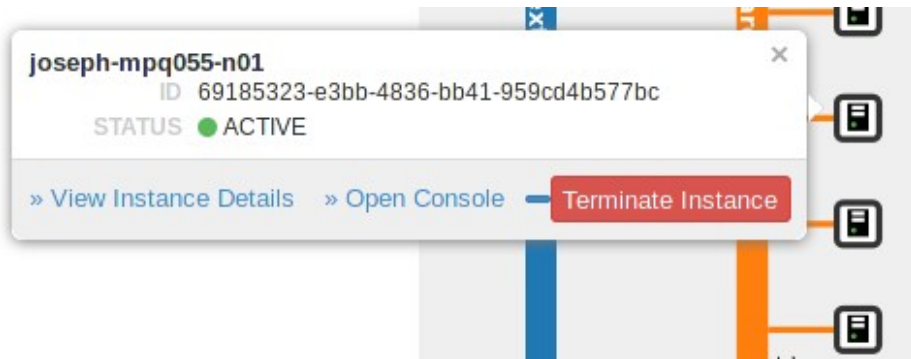 joseph-mpq055-n01
×
ID 69185323-e3bb-4836-bb41-959cd4b577bc
STATUS ACTIVE
» View Instance Details » Open Console Terminate Instance